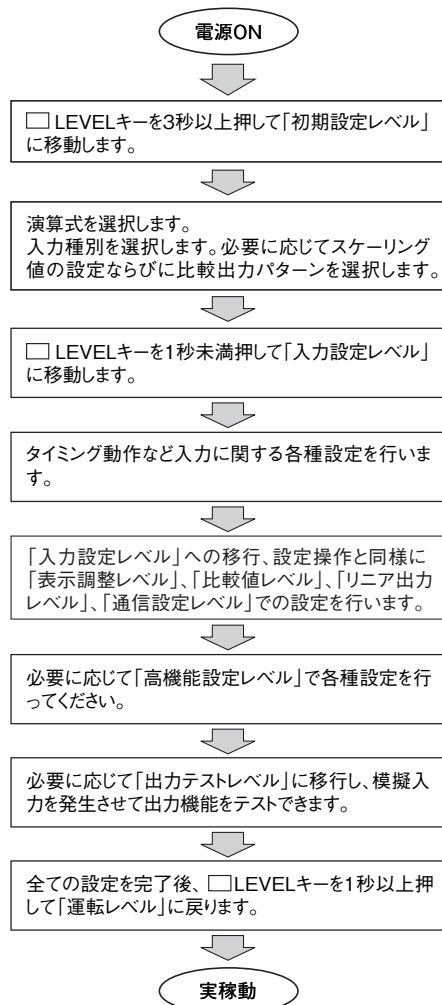 電源ON
□ LEVELキーを3秒以上押して「初期設定レベル」
に移動します。
演算式を選択します。
入力種別を選択します。必要に応じてスケーリング
値の設定ならびに比較出力パターンを選択します。
□ LEVELキーを1秒未満押して「入力設定レベル」
に移動します。
タイミング動作など入力に関する各種設定を行いま
す。
「入力設定レベル」への移行、設定操作と同様に
「表示調整レベル」、「比較値レベル」、「リニア出力
レベル」、「通信設定レベル」での設定を行います。
必要に応じて「高機能設定レベル」で各種設定を行
ってください。
必要に応じて「出力テストレベル」に移行し、模擬入
力を発生させて出力機能をテストできます。
全ての設定を完了後、□LEVELキーを1秒以上押
して「運転レベル」に戻ります。
実稼動